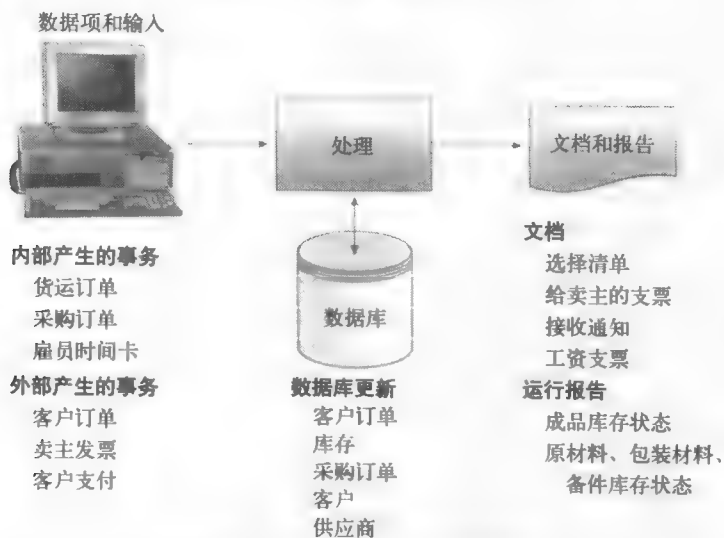 数据项和输入
处理
文档和报告
数据库
内部产生的事务
货运订单
采购订单
雇员时间卡
外部产生的事务
客户订单
卖主发票
客户支付
数据库更新
客户订单
库存
采购订单
客户
供应商
文档
选择清单
给卖主的支票
接收通知
工资支票
运行报告
成品库存状态
原材料、包装材料、
备件库存状态